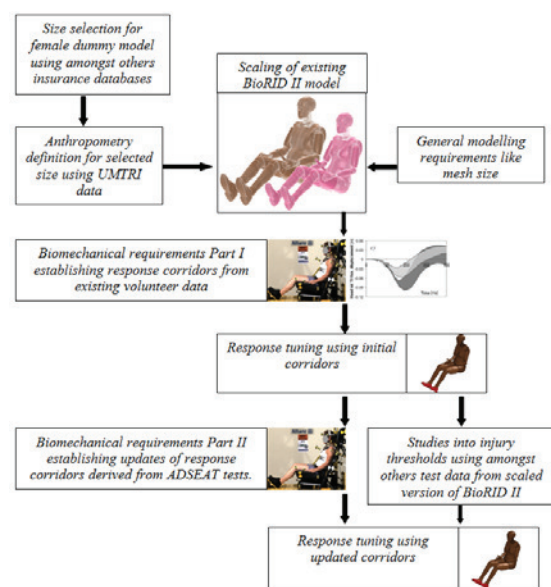 Size selection for
female dummy model
using amongst others
insurance databases
Scaling of existing
BioRID II model
Anthropometry
definition for selected
size using UMTRI
data
General modelling
requirements like
mesh size
Biomechanical requirements Part I
establishing response corridors from
existing volunteer data
Response tuning using initial
corridors
Biomechanical requirements Part II
establishing updates of response
corridors derived from ADSEAT tests.
Studies into injury
thresholds using amongst
others test data from scaled
version of BioRID II
Response tuning using
updated corridors